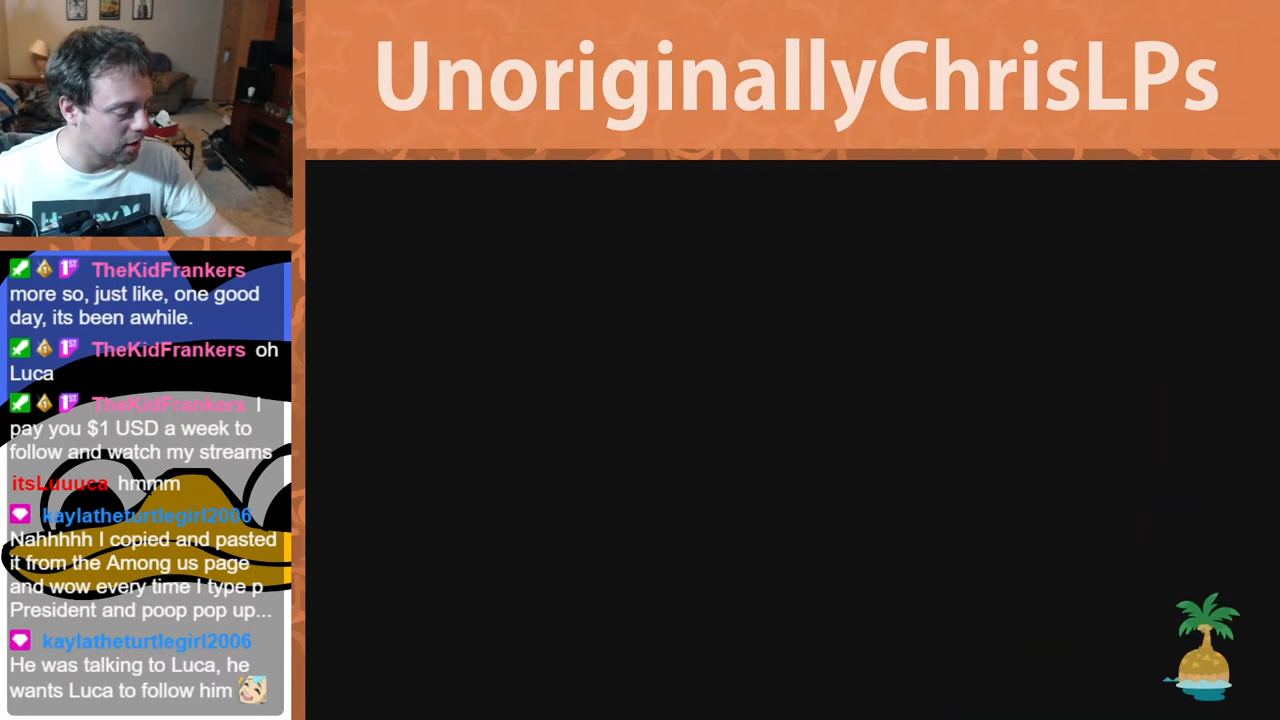 UnoriginallyChrisLPs
TheKidFrankers
more so, just like, one good
day, its been awhile.
TheKidFrankers oh
Luca
TheKidFrankers I
pay you $1 USD a week to
follow and watch my streams
itsLuuuca hmmm
kaylatheturtlegirl2006
Nahhhhh I copied and pasted
it from the Among us page
and wow every time I type p
President and poop pop up...
kaylatheturtlegirl2006
He was talking to Luca, he
wants Luca to follow him